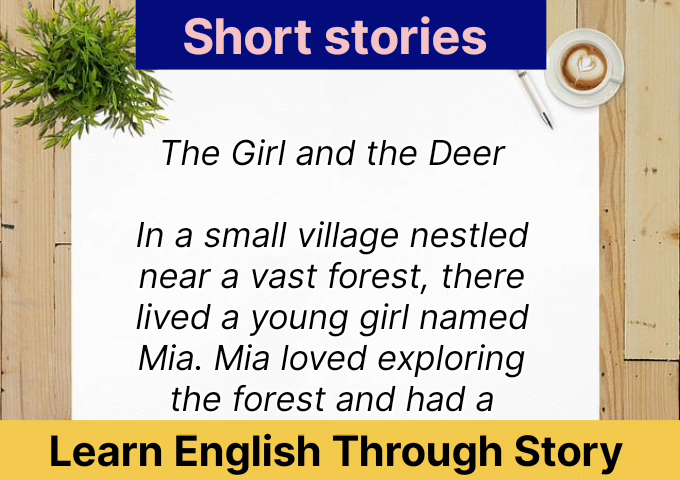 Short stories
The Girl and the Deer
In a small village nestled
near a vast forest, there
lived a young girl named
Mia. Mia loved exploring
the forest and had a
Learn English Through Story